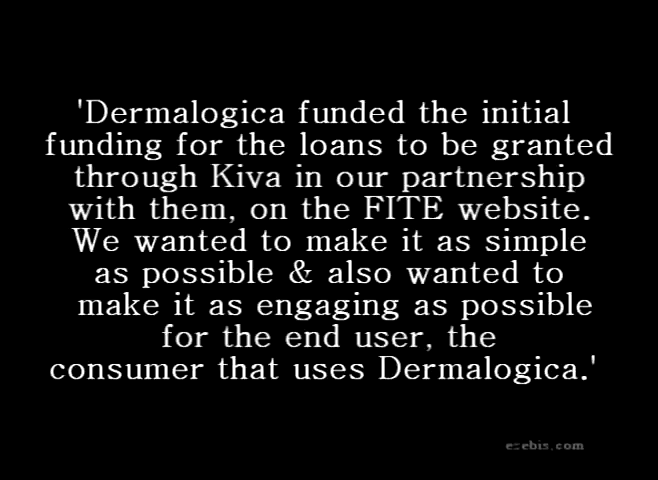 'Dermalogica funded the initial
funding for the loans to be granted
through Kiva in our partnership
with them, on the FITE website.
We wanted to make it as simple
as possible & also wanted to
make it as engaging as possible
for the end user, the
consumer that uses Dermalogica.'